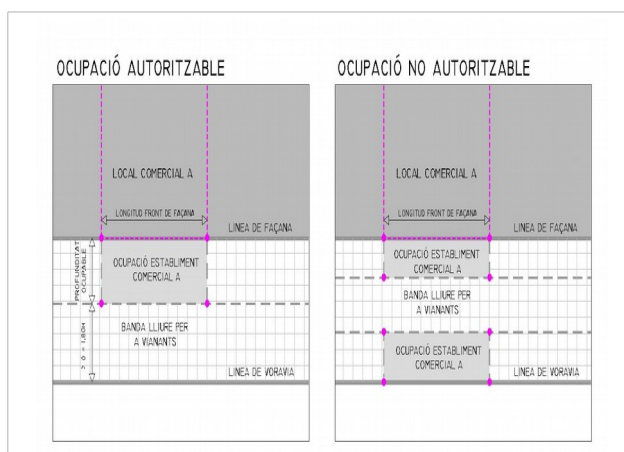 OCUPACIÓ AUTORITZABLE
LOCAL COMERCIAL A
LONGITUD FRONT DE FAÇANA
LINEA DE FAÇANA
PROFUNDITAT
OCUPABLE
OCUPACIÓ ESTABLIMENT
COMERCIAL A
BANDA LLIURE PER
A VIANANTS
> Ó = 1,80M
LINEA DE VORAVIA
OCUPACIÓ NO AUTORITZABLE
LOCAL COMERCIAL A
LONGITUD FRONT DE FAÇANA
LINEA DE FAÇANA
OCUPACIÓ ESTABLIMENT
COMERCIAL A
BANDA LLIURE PER
A VIANANTS
OCUPACIÓ ESTABLIMENT
COMERCIAL A
LINEA DE VORAVIA